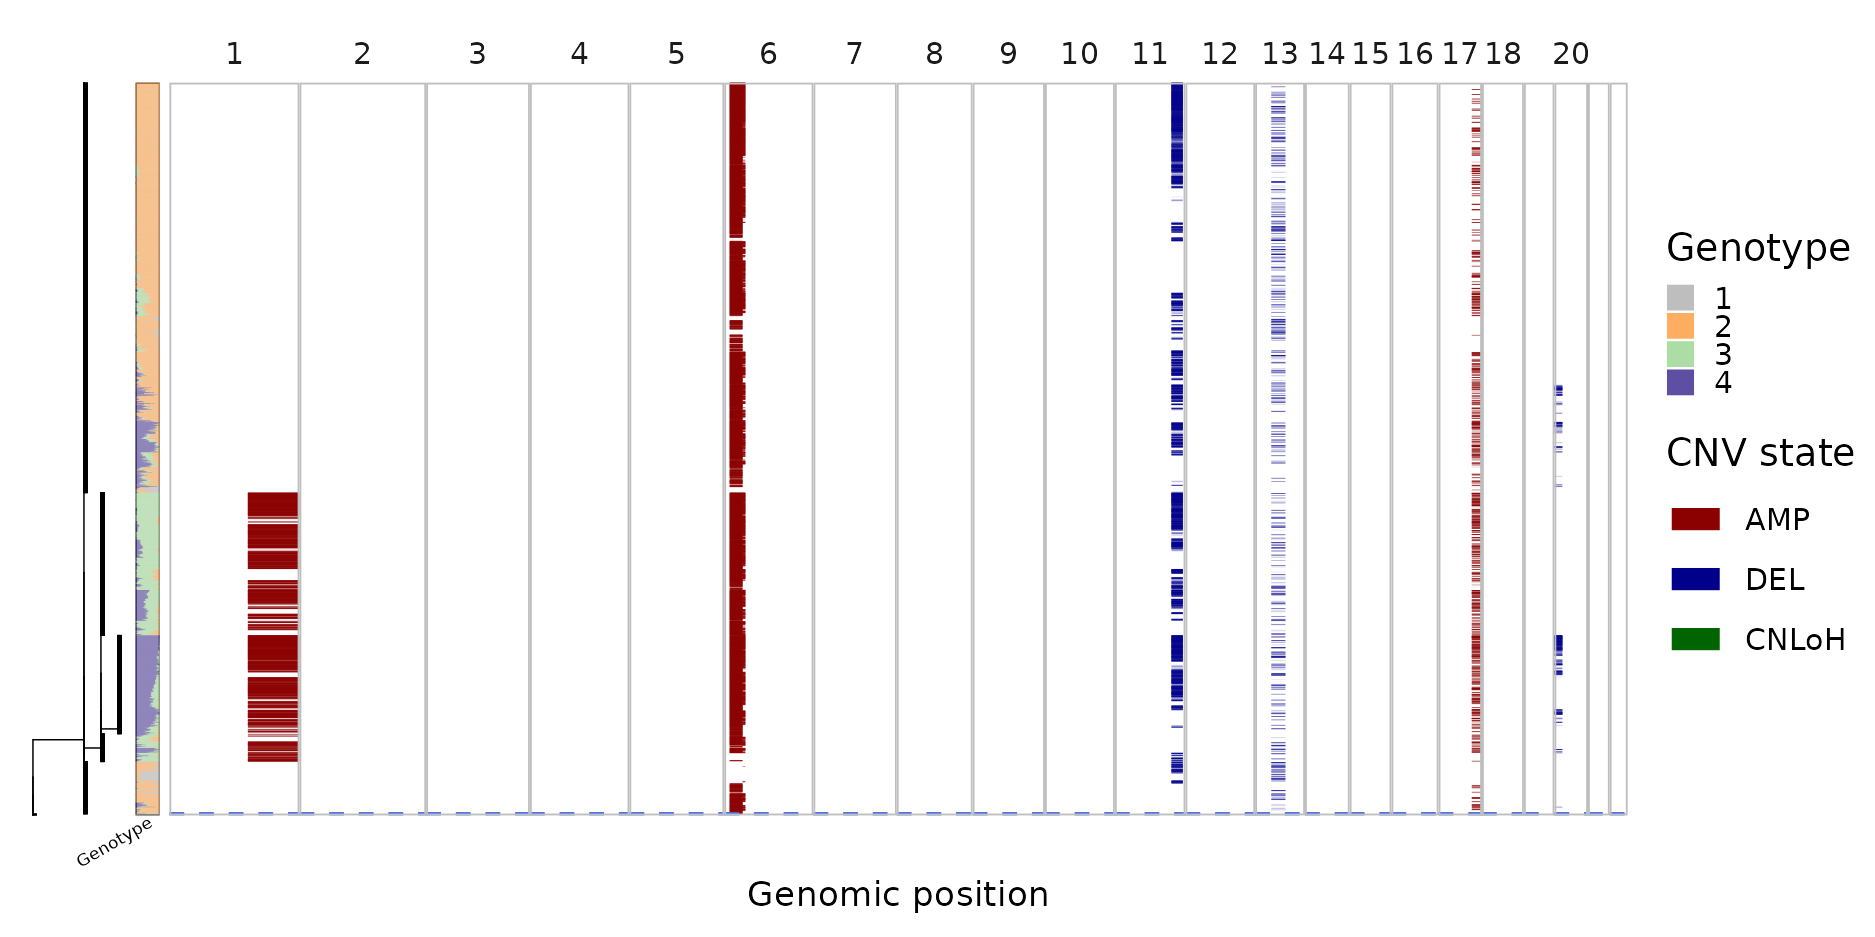 1 2 3 4 5 6 7 8 9 10 11 12 13 14 15 16 17 18 20
Genotype
1
2
3
4
CNV state
AMP
DEL
CNLoH
Genotype
Genomic position